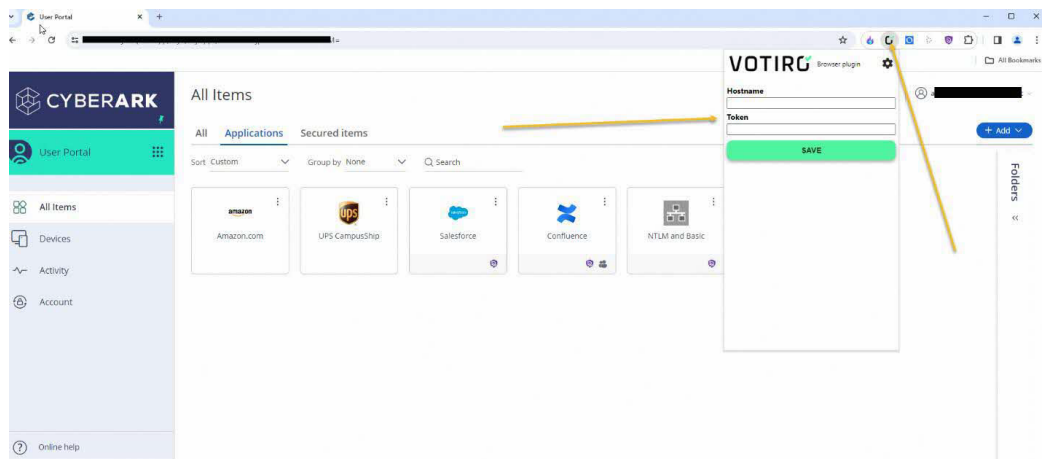 User Portal
All Bookmarks
VOTIRO Browser plugin
Hostname
Token
SAVE
CYBERARK
User Portal
All Items
Devices
Activity
Account
Online help
All Items
All Applications Secured items
Sort Custom Group by None Search
amazon
Amazon.com
ups
UPS CampusShip
salesforce
Salesforce
Confluence
NTLM and Basic
+ Add
Folders